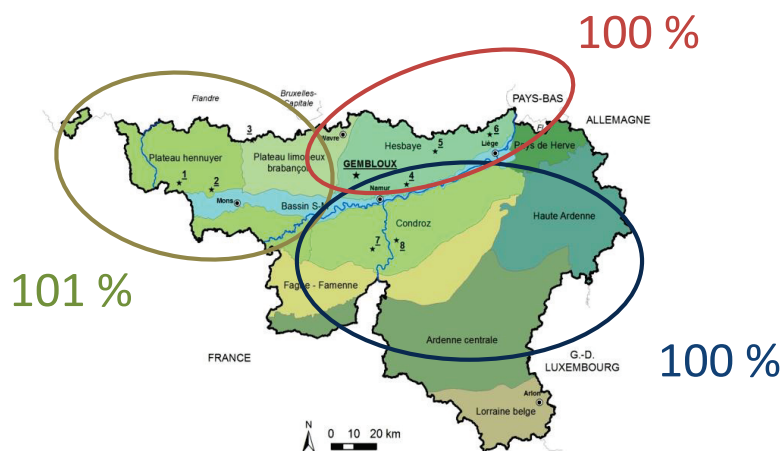 100 %
PAYS-BAS
ALLEMAGNE
Flandre
Bruxelles-
Capitale
3
Wavre
6
5
Hesbaye
Liège
Pays de Herve
Plateau hennuyer
Plateau limoneux
brabançon
GEMBLOUX
1
2
4
Namur
Mons
Bassin S-M
Condroz
Haute Ardenne
7
8
101 %
Fagne - Famenne
Ardenne centrale
FRANCE
G.-D.
LUXEMBOURG
100 %
Arlon
Lorraine belge
N
0 10 20 km